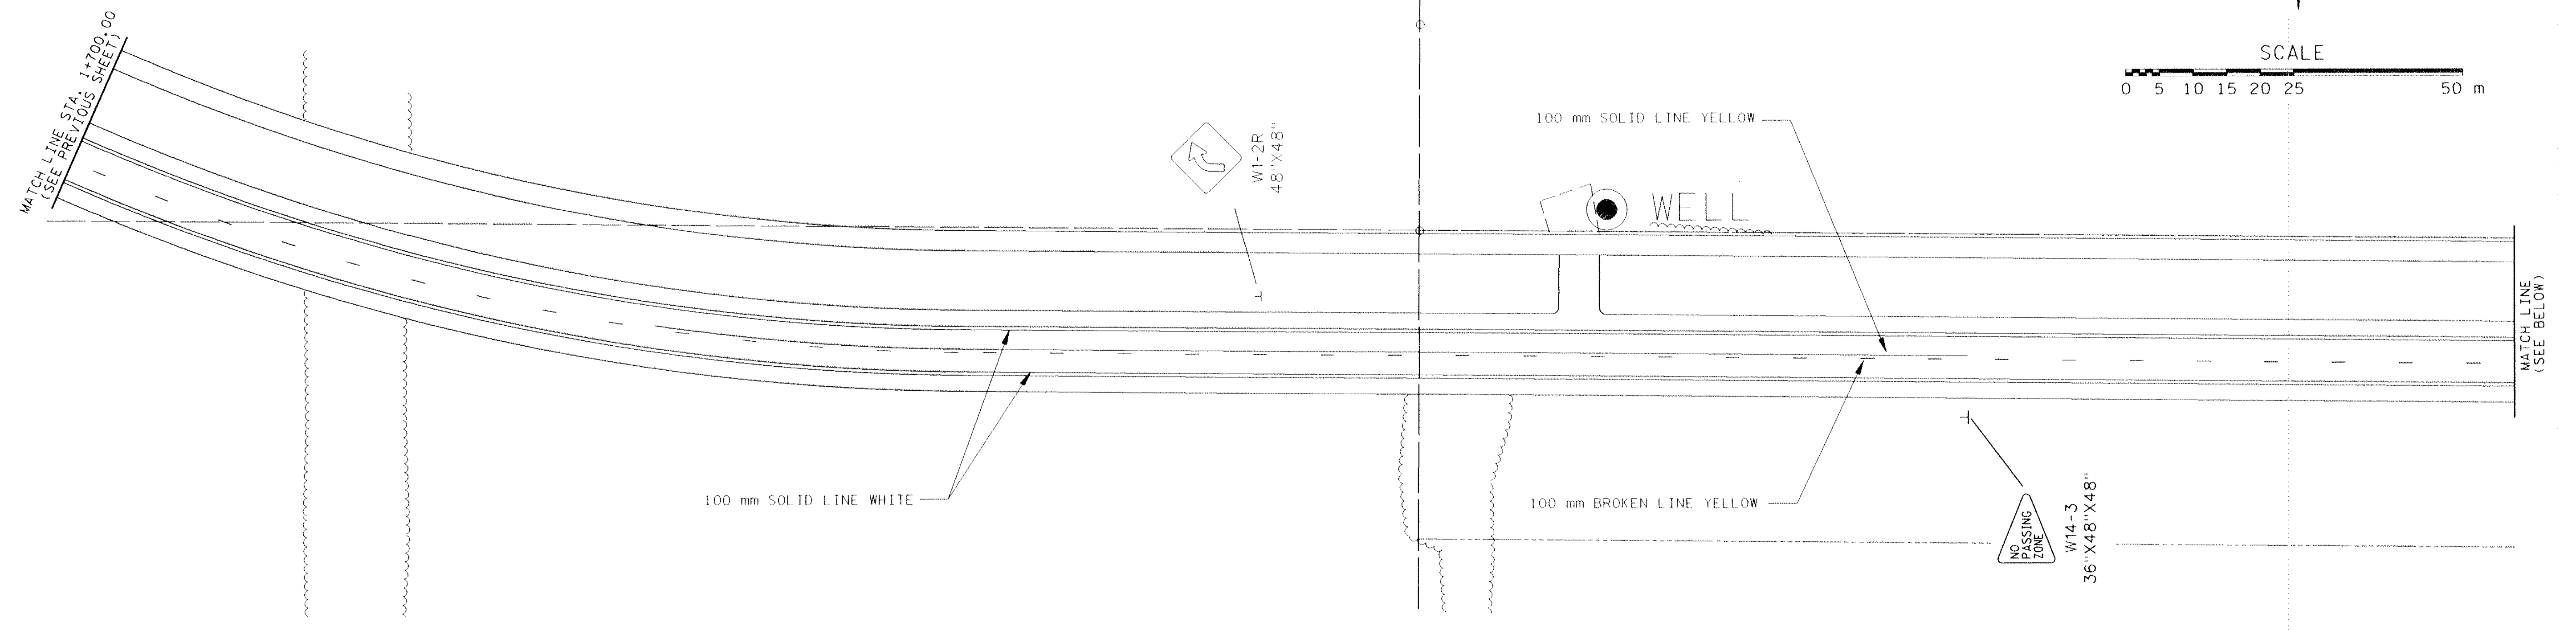 MATCH LINE STA. 1+700.00
(SEE PREVIOUS SHEET)
W1-2R
48"X48"
100 mm SOLID LINE YELLOW
WELL
SCALE
0 5 10 15 20 25 50 m
MATCH LINE
(SEE BELOW)
100 mm SOLID LINE WHITE
100 mm BROKEN LINE YELLOW
NO
PASSING
ZONE
W14-3
36"X48"X48"